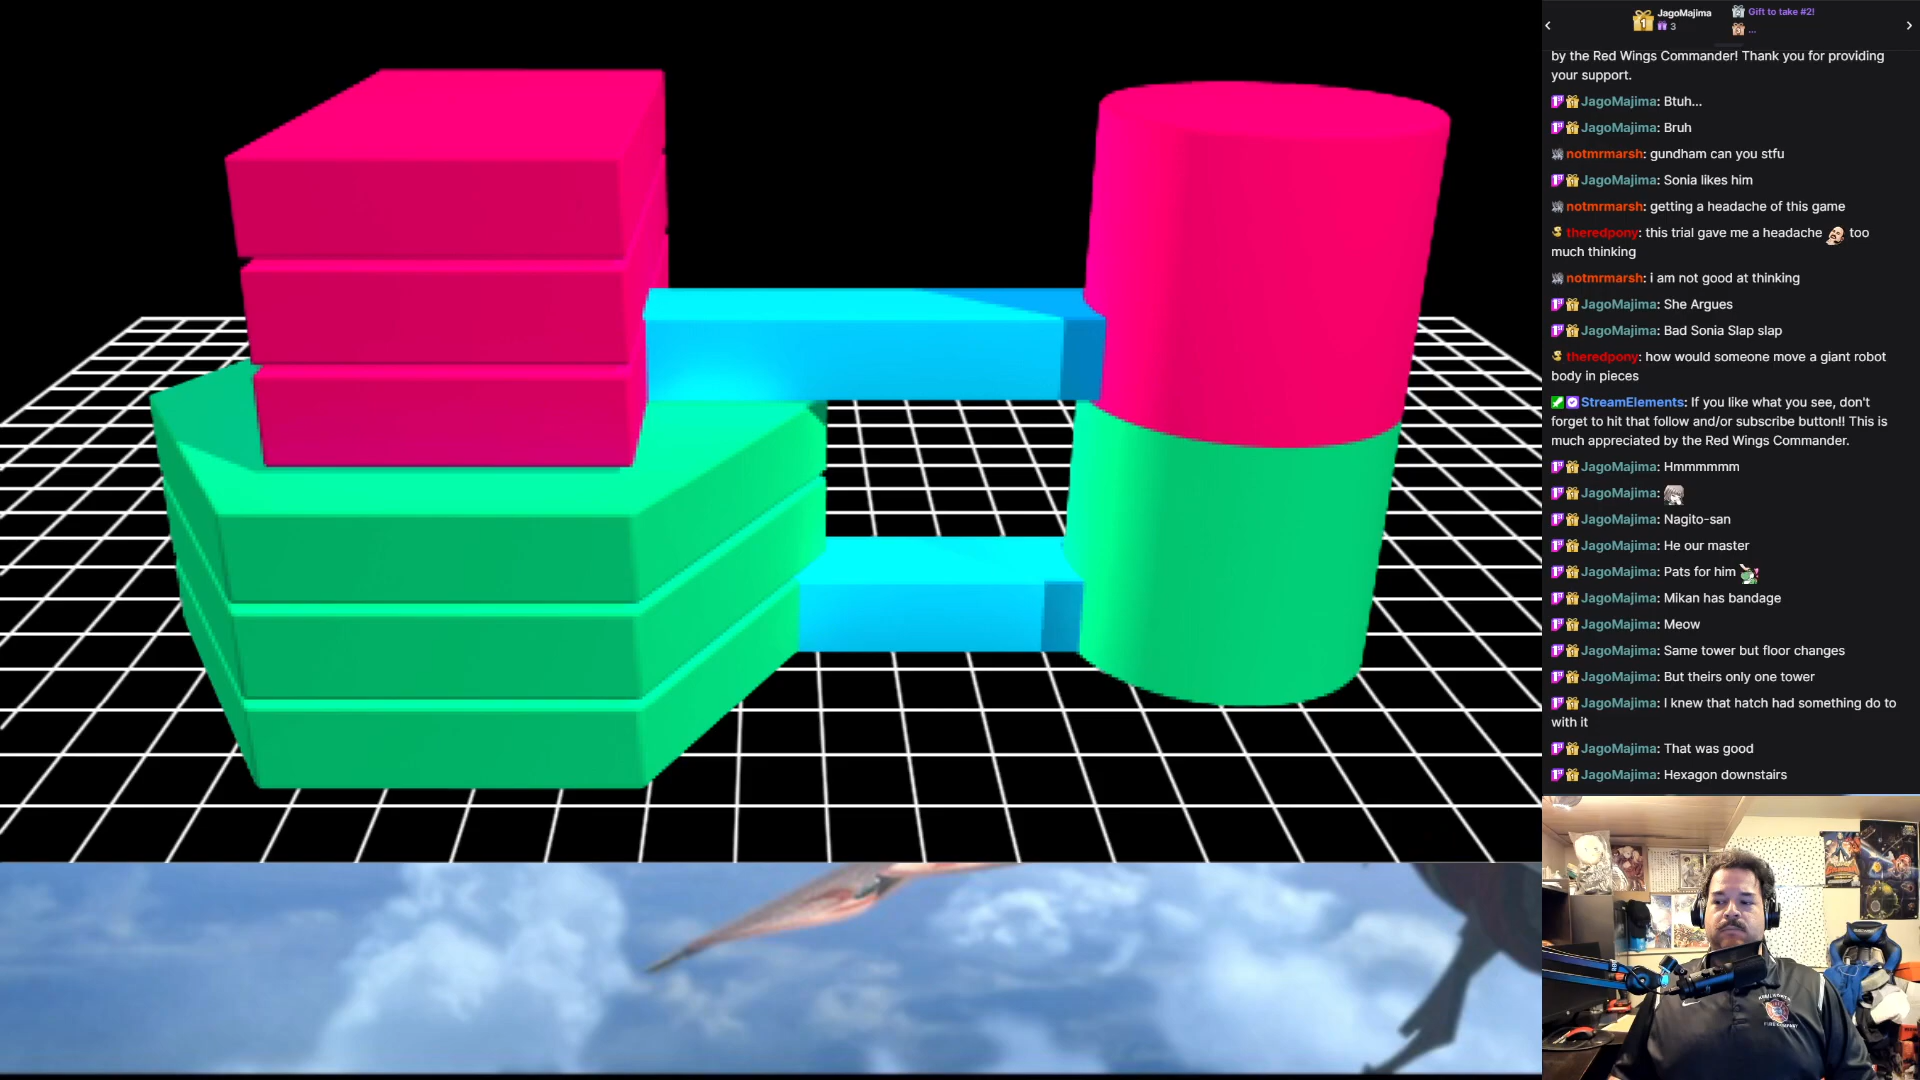 JagoMajima
3
1
Gift to take #2!
...
by the Red Wings Commander! Thank you for providing
your support.
JagoMajima: Btuh...
JagoMajima: Bruh
notmrmarsh: gundham can you stfu
JagoMajima: Sonia likes him
notmrmarsh: getting a headache of this game
theredpony: this trial gave me a headache too
much thinking
notmrmarsh: i am not good at thinking
JagoMajima: She Argues
JagoMajima: Bad Sonia Slap slap
theredpony: how would someone move a giant robot
body in pieces
StreamElements: If you like what you see, don't
forget to hit that follow and/or subscribe button!! This is
much appreciated by the Red Wings Commander.
JagoMajima: Hmmmmmm
JagoMajima:
JagoMajima: Nagito-san
JagoMajima: He our master
JagoMajima: Pats for him
JagoMajima: Mikan has bandage
JagoMajima: Meow
JagoMajima: Same tower but floor changes
JagoMajima: But theirs only one tower
JagoMajima: I knew that hatch had something do to
with it
JagoMajima: That was good
JagoMajima: Hexagon downstairs